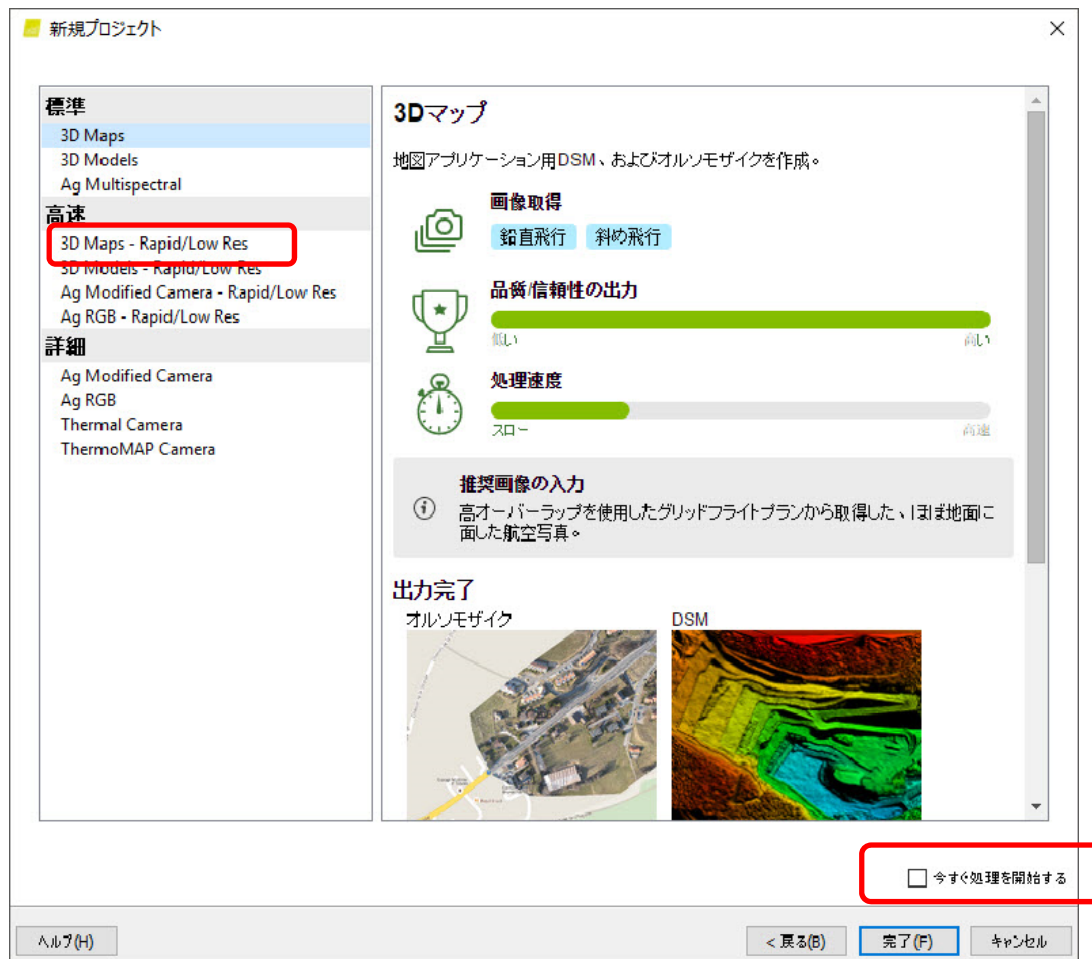 新規プロジェクト
標準
3D Maps
3D Models
Ag Multispectral
高速
3D Maps - Rapid/Low Res
3D Models - Rapid/Low Res
Ag Modified Camera - Rapid/Low Res
Ag RGB - Rapid/Low Res
詳細
Ag Modified Camera
Ag RGB
Thermal Camera
ThermoMAP Camera
3Dマップ
地図アプリケーション用DSM、およびオルソモザイクを作成。
画像取得
鉛直飛行 斜め飛行
品質/信頼性の出力
低い 高い
処理速度
スロー 高速
推奨画像の入力
高オーバーラップを使用したグリッドフライトプランから取得した、ほぼ地面に
面した航空写真。
出力完了
オルソモザイク DSM
今すぐ処理を開始する
ヘルプ(H) < 戻る(B) 完了(F) キャンセル